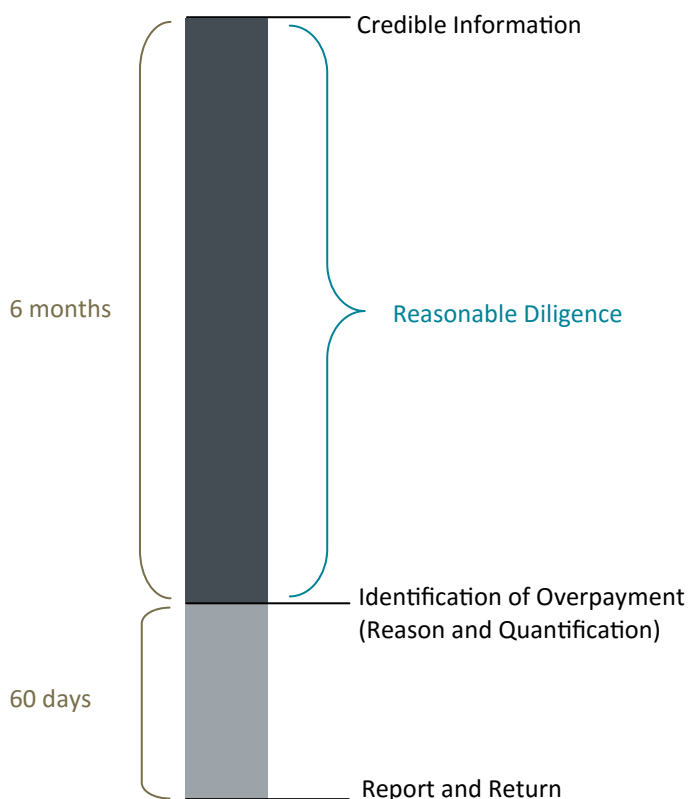 Credible Information
6 months
Reasonable Diligence
Identification of Overpayment
(Reason and Quantification)
60 days
Report and Return